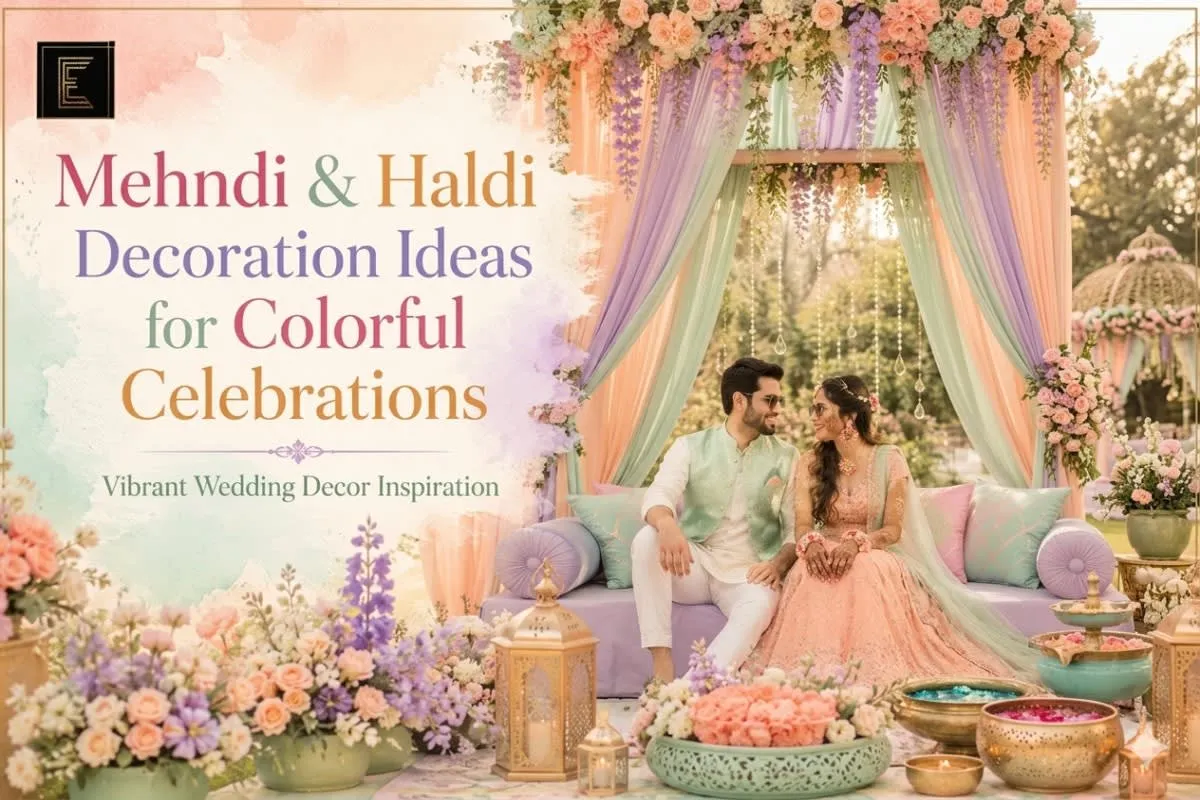 E
Mehndi & Haldi
Decoration Ideas
for Colorful
Celebrations
Vibrant Wedding Decor Inspiration